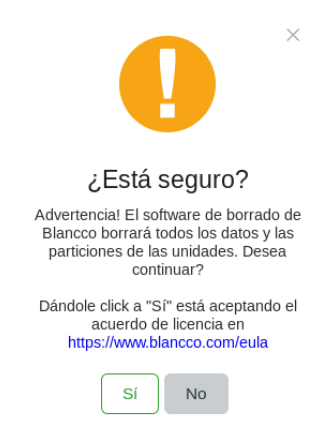 ¿Está seguro?
Advertencia! El software de borrado de
Blancco borrará todos los datos y las
particiones de las unidades. Desea
continuar?
Dándole click a "Sí" está aceptando el
acuerdo de licencia en
https://www.blancco.com/eula
Sí No